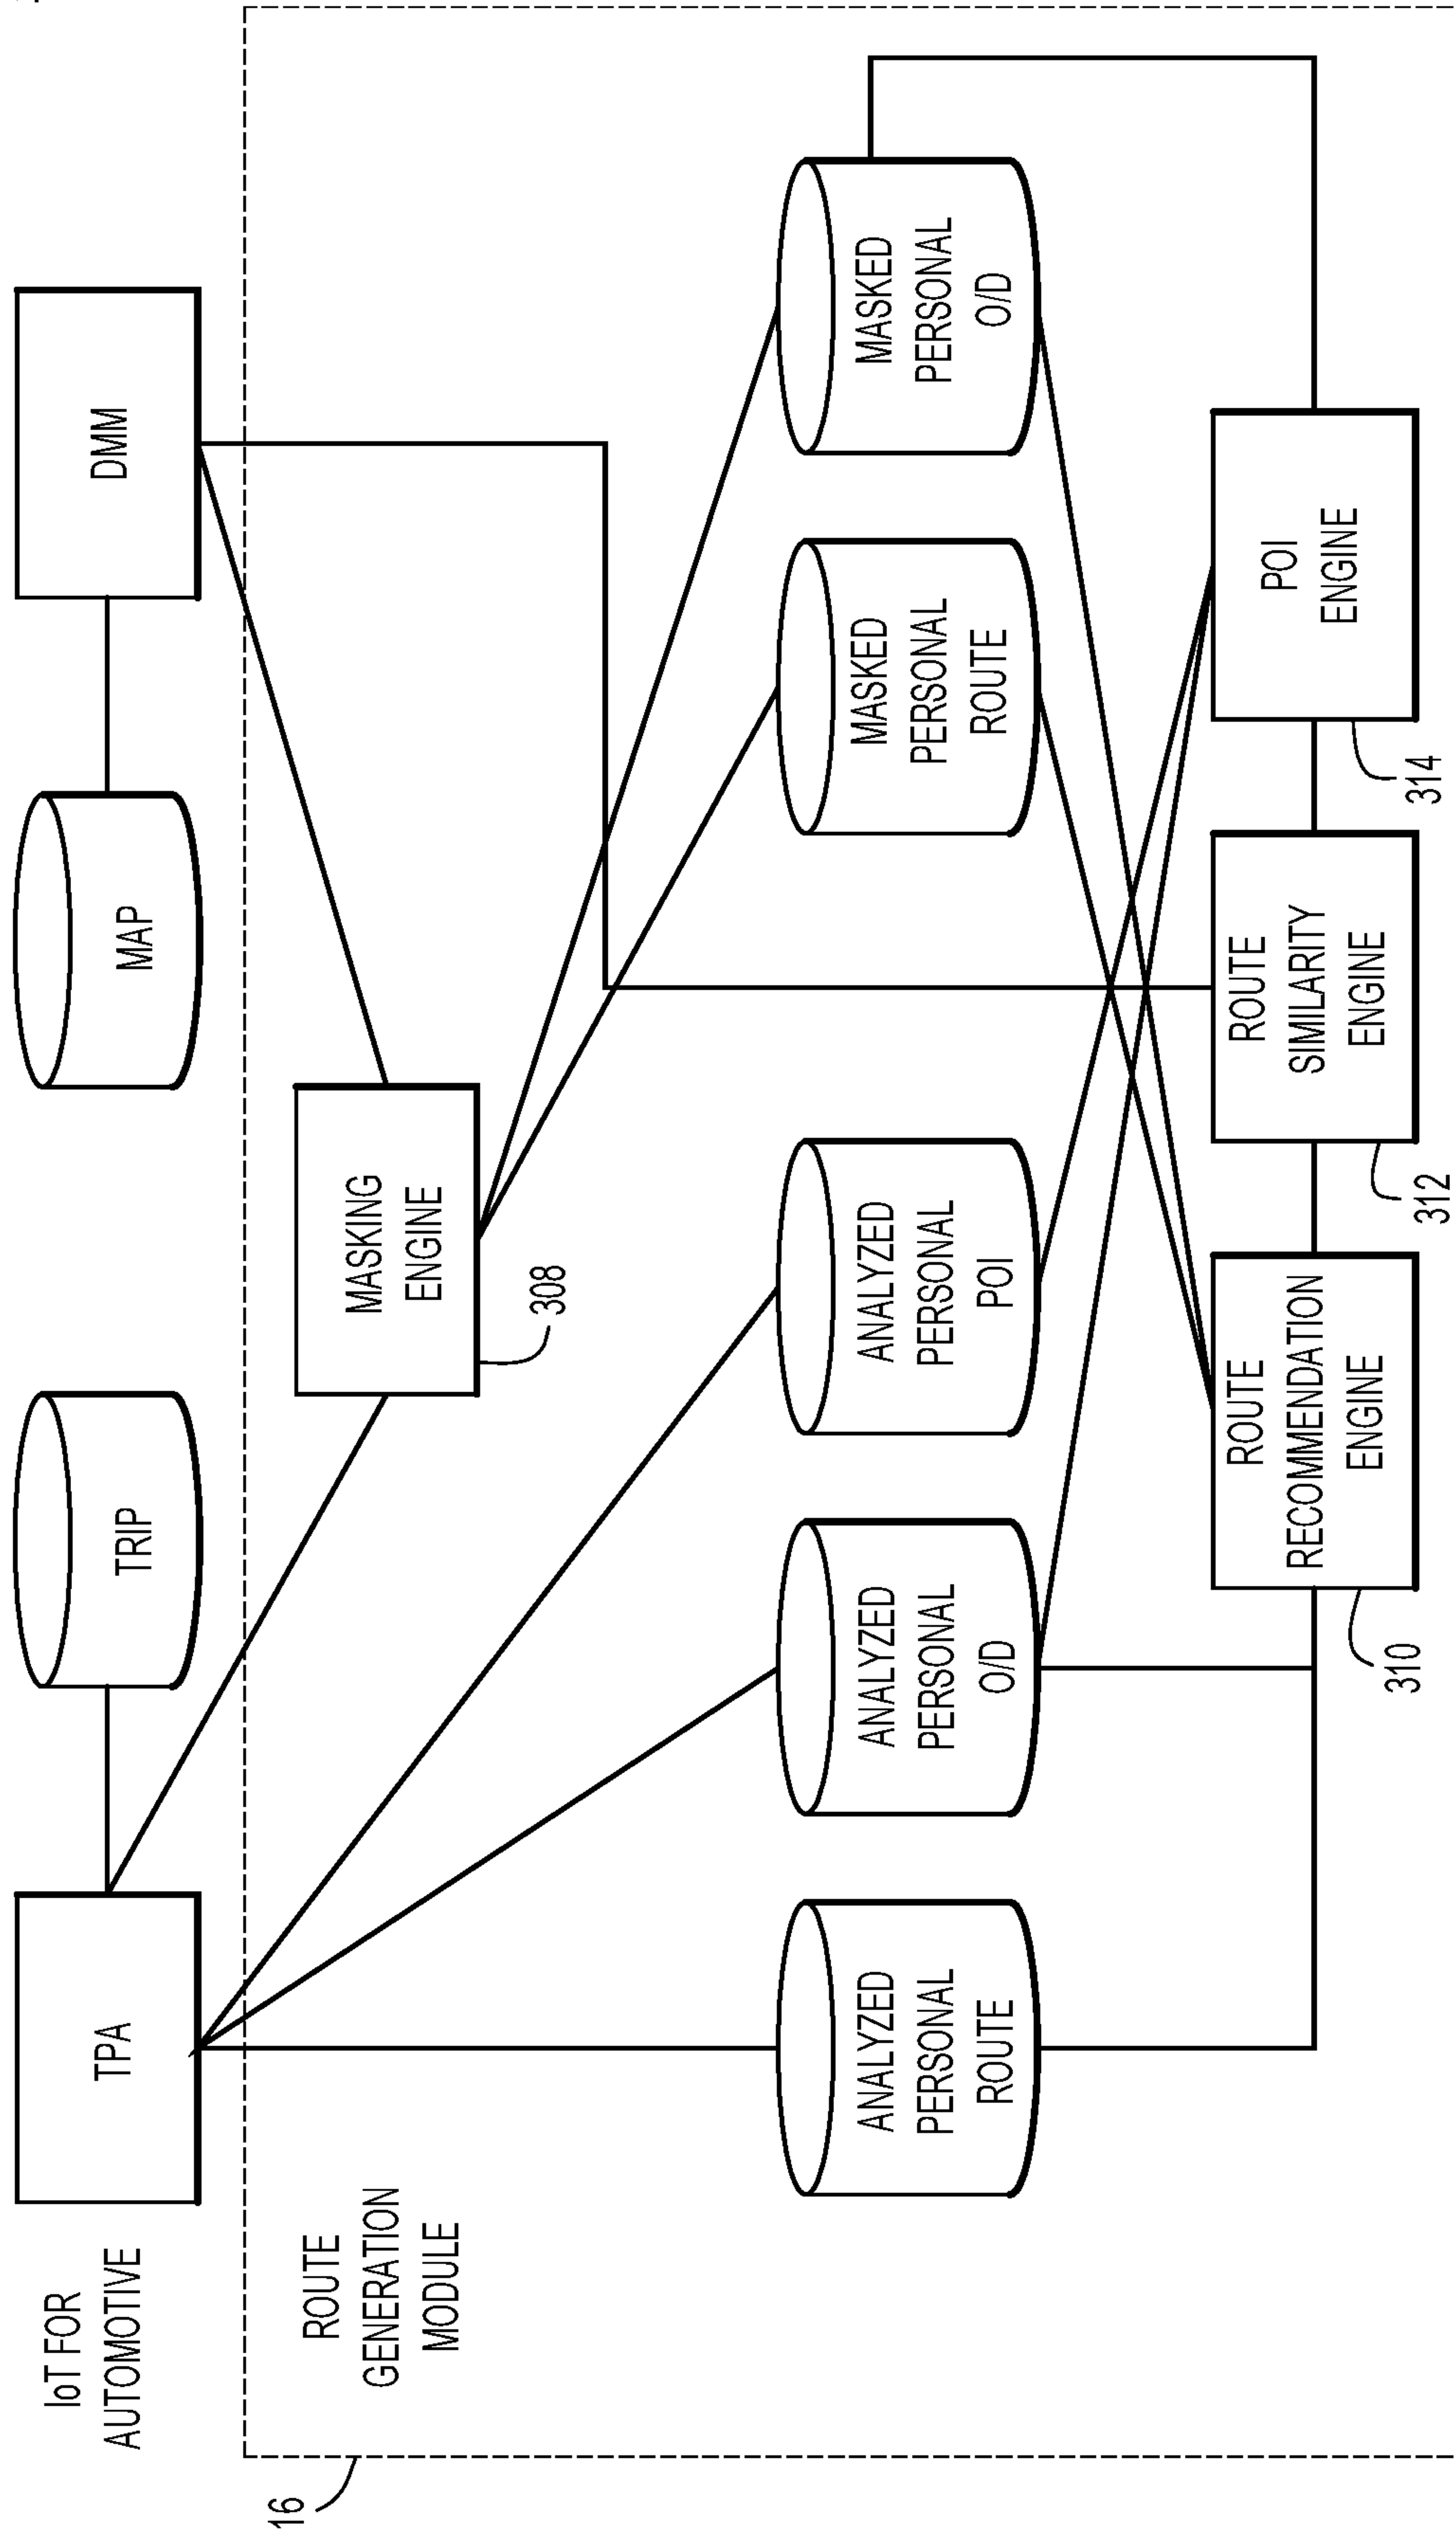 IoT FOR
AUTOMOTIVE
TPA
TRIP
MAP
DMM
16
ROUTE
GENERATION
MODULE
MASKING
ENGINE
308
ANALYZED
PERSONAL
ROUTE
ANALYZED
PERSONAL
O/D
ANALYZED
PERSONAL
POI
MASKED
PERSONAL
ROUTE
MASKED
PERSONAL
O/D
ROUTE
RECOMMENDATION
ENGINE
310
ROUTE
SIMILARITY
ENGINE
312
POI
ENGINE
314